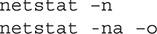 netstat –n
netstat -na –o